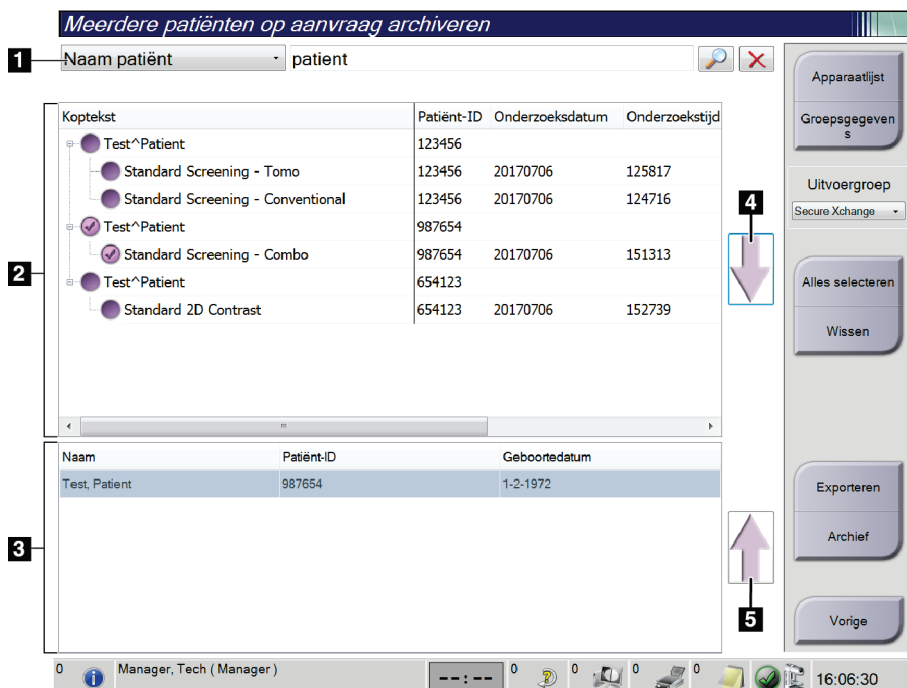 Meerdere patiënten op aanvraag archiveren
1
Naam patiënt
patient
Koptekst Patiënt-ID Onderzoeksdatum Onderzoekstijd
Test^Patient 123456
Standard Screening - Tomo 123456 20170706 125817
Standard Screening - Conventional 123456 20170706 124716
Test^Patient 987654
Standard Screening - Combo 987654 20170706 151313
Test^Patient 654123
Standard 2D Contrast 654123 20170706 152739
2
4
Naam Patiënt-ID Geboortedatum
Test, Patient 987654 1-2-1972
3
5
Apparaatlijst
Groepsgegeven
s
Uitvoergroep
Secure Xchange
Alles selecteren
Wissen
Exporteren
Archief
Vorige
0 Manager, Tech ( Manager ) --:-- 0 0 0 0 16:06:30